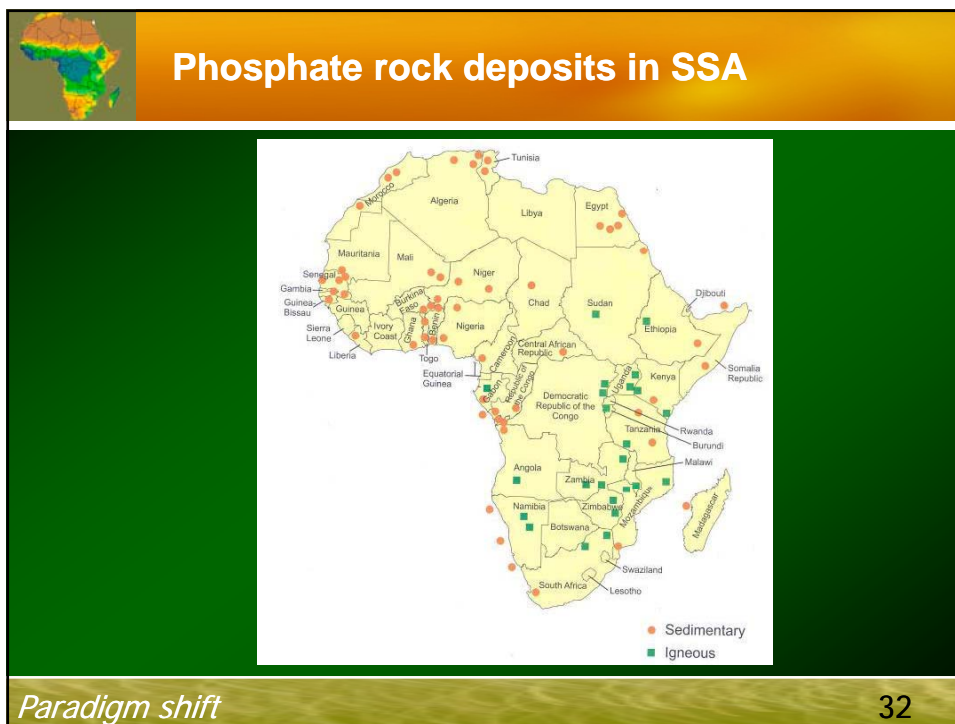 Phosphate rock deposits in SSA
Tunisia
Morocco
Algeria
Libya
Egypt
Mauritania
Mali
Niger
Senegal
Gambia
Guinea-
Bissau
Guinea
Burkina
Faso
Chad
Sudan
Djibouti
Sierra
Leone
Ivory
Coast
Ghana
Benin
Nigeria
Ethiopia
Liberia
Togo
Cameroon
Central African
Republic
Somalia
Republic
Equatorial
Guinea
Gabon
Republic of
the Congo
Democratic
Republic of the
Congo
Uganda
Kenya
Rwanda
Burundi
Tanzania
Malawi
Angola
Zambia
Mozambique
Madagascar
Namibia
Zimbabwe
Botswana
Swaziland
South Africa
Lesotho
Sedimentary
Igneous
Paradigm shift
32